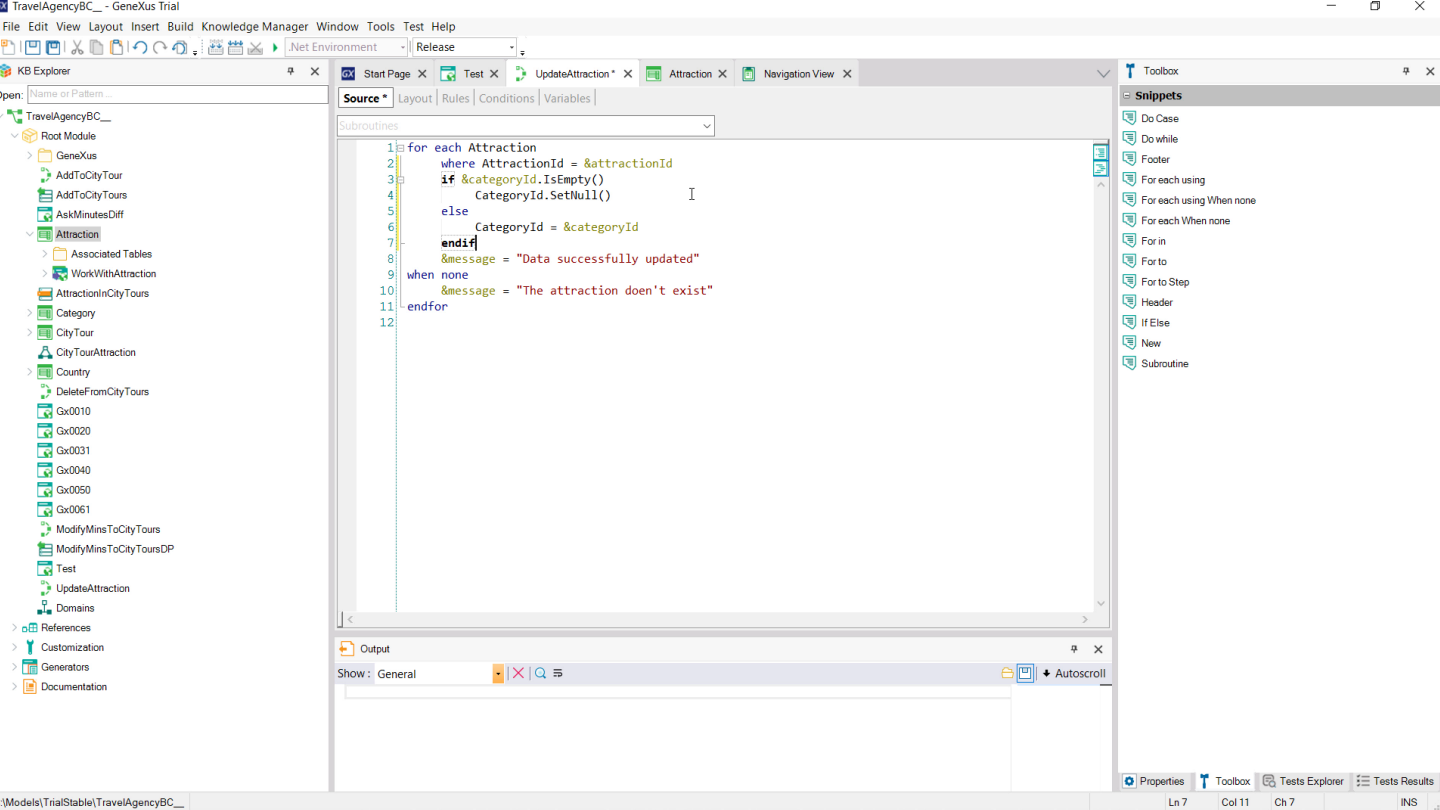 TravelAgencyBC__ - GeneXus Trial
File Edit View Layout Insert Build Knowledge Manager Window Tools Test Help
.Net Environment Release
KB Explorer
Open: Name or Pattern ...
TravelAgencyBC__
Root Module
GeneXus
AddToCityTour
AddToCityTours
AskMinutesDiff
Attraction
Associated Tables
WorkWithAttraction
AttractionInCityTours
Category
CityTour
CityTourAttraction
Country
DeleteFromCityTours
Gx0010
Gx0020
Gx0031
Gx0040
Gx0050
Gx0061
ModifyMinsToCityTours
ModifyMinsToCityToursDP
Test
UpdateAttraction
Domains
References
Customization
Generators
Documentation
GX Start Page Test UpdateAttraction * Attraction Navigation View
Source * Layout Rules Conditions Variables
Subroutines
1 for each Attraction
2 where AttractionId = &attractionId
3 if &categoryId.IsEmpty()
4 CategoryId.SetNull()
5 else
6 CategoryId = &categoryId
7 endif
8 &message = "Data successfully updated"
9 when none
10 &message = "The attraction doen't exist"
11 endfor
12
Output
Show : General Autoscroll
Toolbox
Snippets
Do Case
Do while
Footer
For each using
For each using When none
For each When none
For in
For to
For to Step
Header
If Else
New
Subroutine
Properties Toolbox Tests Explorer Tests Results
:\Models\TrialStable\TravelAgencyBC__ Ln 7 Col 11 Ch 7 INS